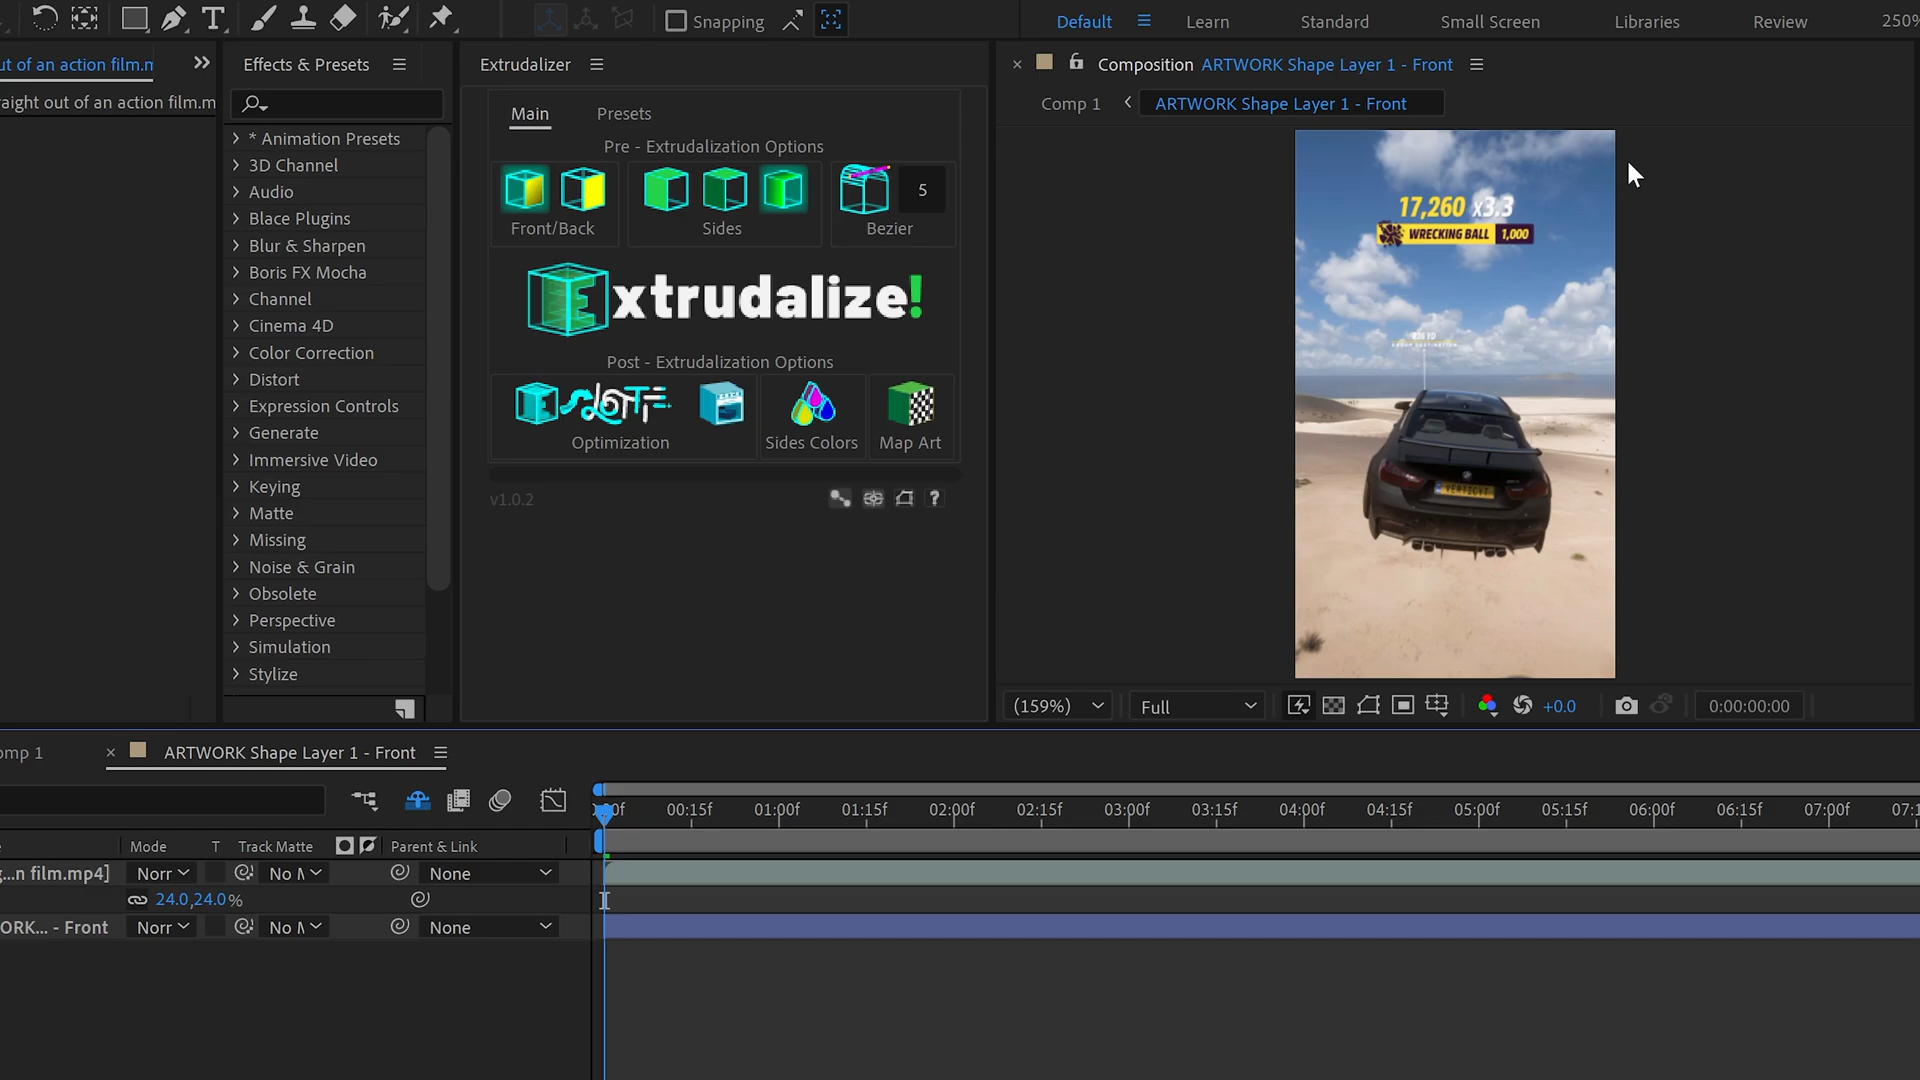 Snapping
Default
Learn
Standard
Small Screen
Libraries
Review
250%
ut of an action film.m
Effects & Presets
Extrudalizer
Composition ARTWORK Shape Layer 1 - Front
raight out of an action film.m
Comp 1
ARTWORK Shape Layer 1 - Front
Main
Presets
Pre - Extrudalization Options
5
Front/Back
Sides
Bezier
Extrudalize!
Post - Extrudalization Options
Optimization
Sides Colors
Map Art
v1.0.2
?
* Animation Presets
3D Channel
Audio
Blace Plugins
Blur & Sharpen
Boris FX Mocha
Channel
Cinema 4D
Color Correction
Distort
Expression Controls
Generate
Immersive Video
Keying
Matte
Missing
Noise & Grain
Obsolete
Perspective
Simulation
Stylize
17,260 x3.3
WRECKING BALL 1,000
(159%)
Full
+0.0
0:00:00:00
omp 1
ARTWORK Shape Layer 1 - Front
00f
00:15f
01:00f
01:15f
02:00f
02:15f
03:00f
03:15f
04:00f
04:15f
05:00f
05:15f
06:00f
06:15f
07:00f
07:1
Mode
T
Track Matte
Parent & Link
g...n film.mp4]
Norr
No M
None
24.0,24.0%
ORK... - Front
Norr
No M
None